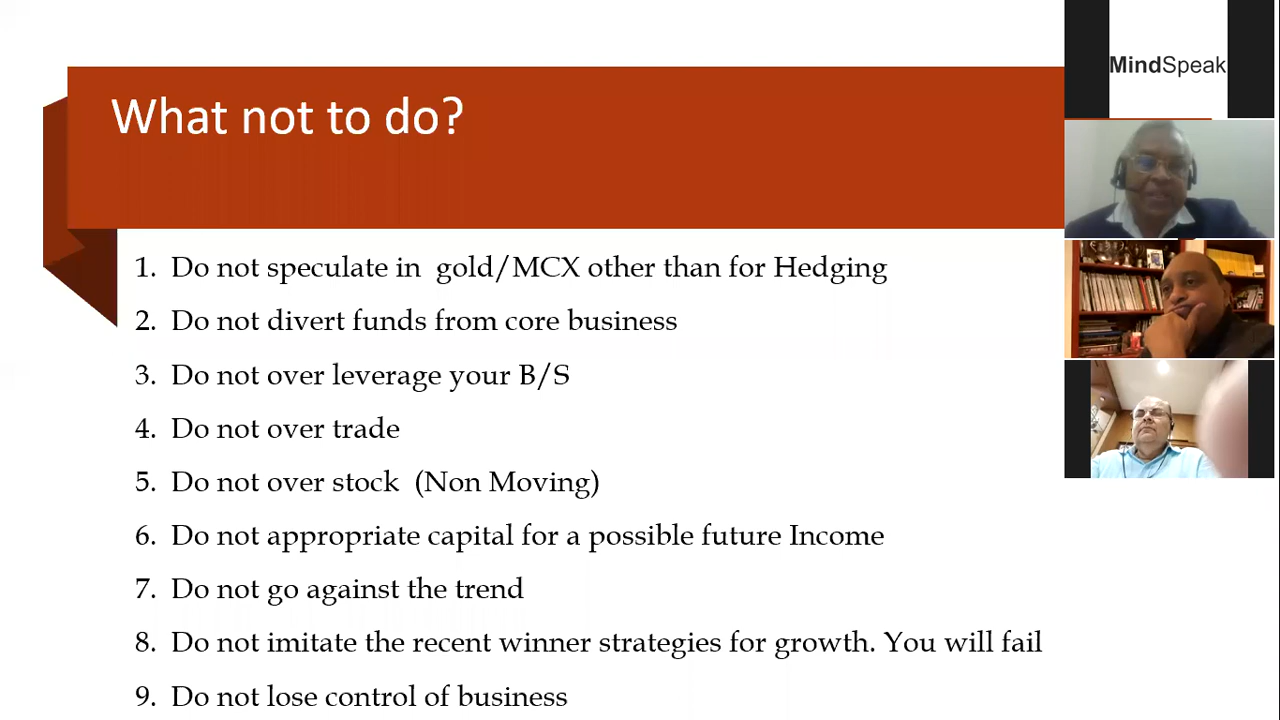 What not to do?
MindSpeak
1. Do not speculate in gold/MCX other than for Hedging
2. Do not divert funds from core business
3. Do not over leverage your B/S
4. Do not over trade
5. Do not over stock (Non Moving)
6. Do not appropriate capital for a possible future Income
7. Do not go against the trend
8. Do not imitate the recent winner strategies for growth. You will fail
9. Do not lose control of business